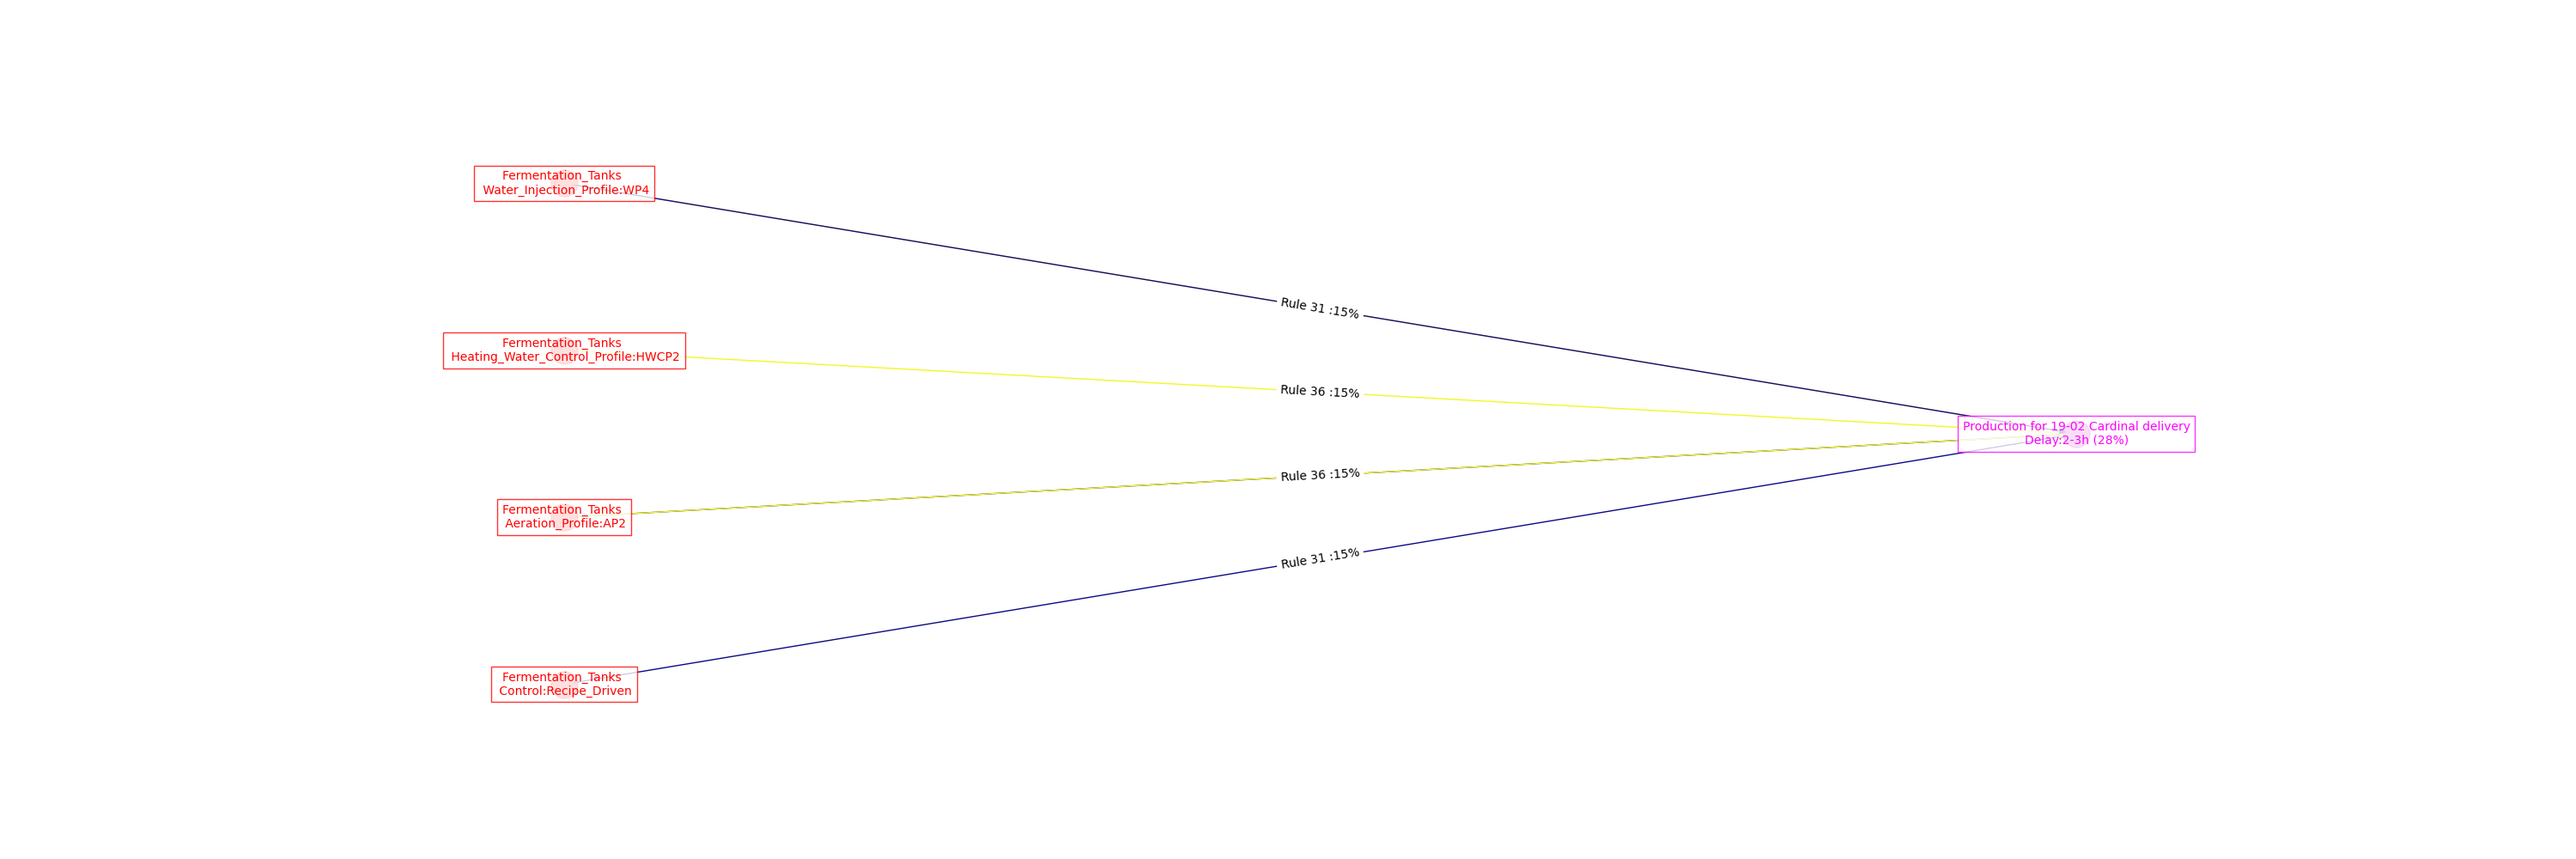 Fermentation_Tanks
Water_Injection_Profile:WP4
Rule 31 :15%
Fermentation_Tanks
Heating_Water_Control_Profile:HWCP2
Rule 36 :15%
Production for 19-02 Cardinal delivery
Delay:2-3h (28%)
Rule 36 :15%
Fermentation_Tanks
Aeration_Profile:AP2
Rule 31 :15%
Fermentation_Tanks
Control:Recipe_Driven